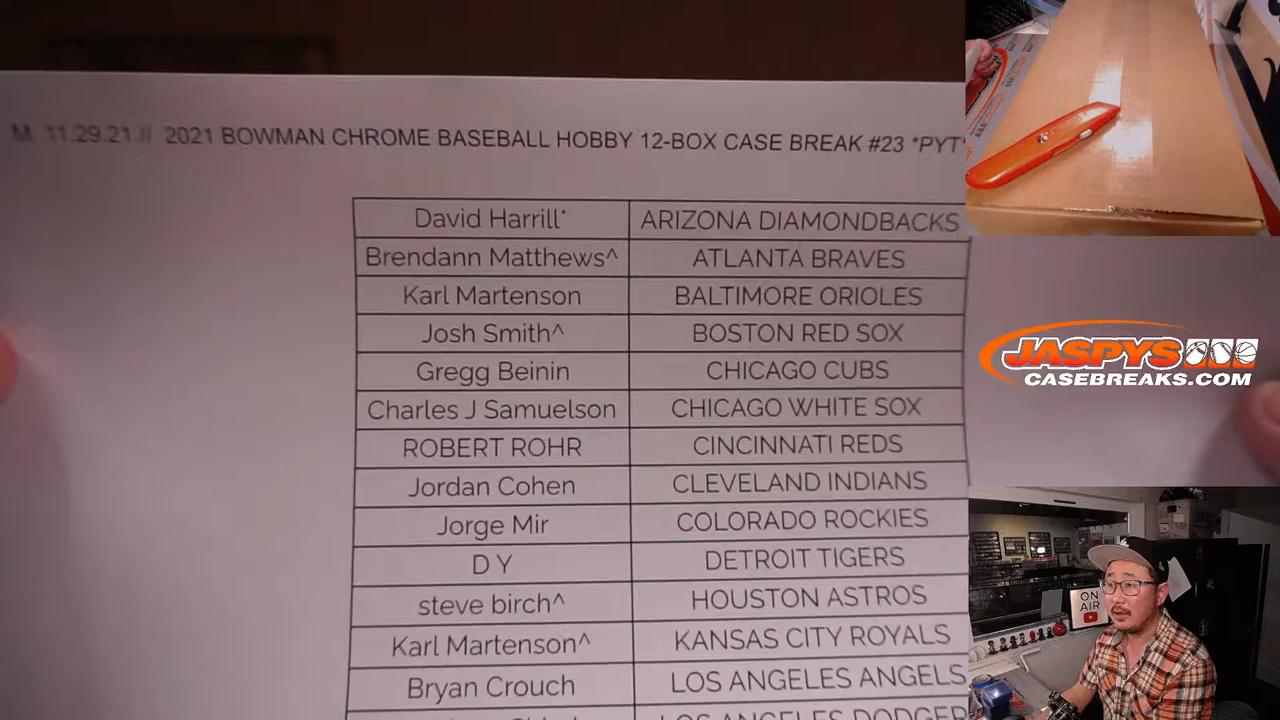 M. 11.29.21 // 2021 BOWMAN CHROME BASEBALL HOBBY 12-BOX CASE BREAK #23 *PYT*
David Harrill* ARIZONA DIAMONDBACKS
Brendann Matthews^ ATLANTA BRAVES
Karl Martenson BALTIMORE ORIOLES
Josh Smith^ BOSTON RED SOX
Gregg Beinin CHICAGO CUBS
Charles J Samuelson CHICAGO WHITE SOX
ROBERT ROHR CINCINNATI REDS
Jordan Cohen CLEVELAND INDIANS
Jorge Mir COLORADO ROCKIES
D Y DETROIT TIGERS
steve birch^ HOUSTON ASTROS
Karl Martenson^ KANSAS CITY ROYALS
Bryan Crouch LOS ANGELES ANGELS
LOS ANGELES DODGER
JASPYS
CASEBREAKS.COM
ON
AIR